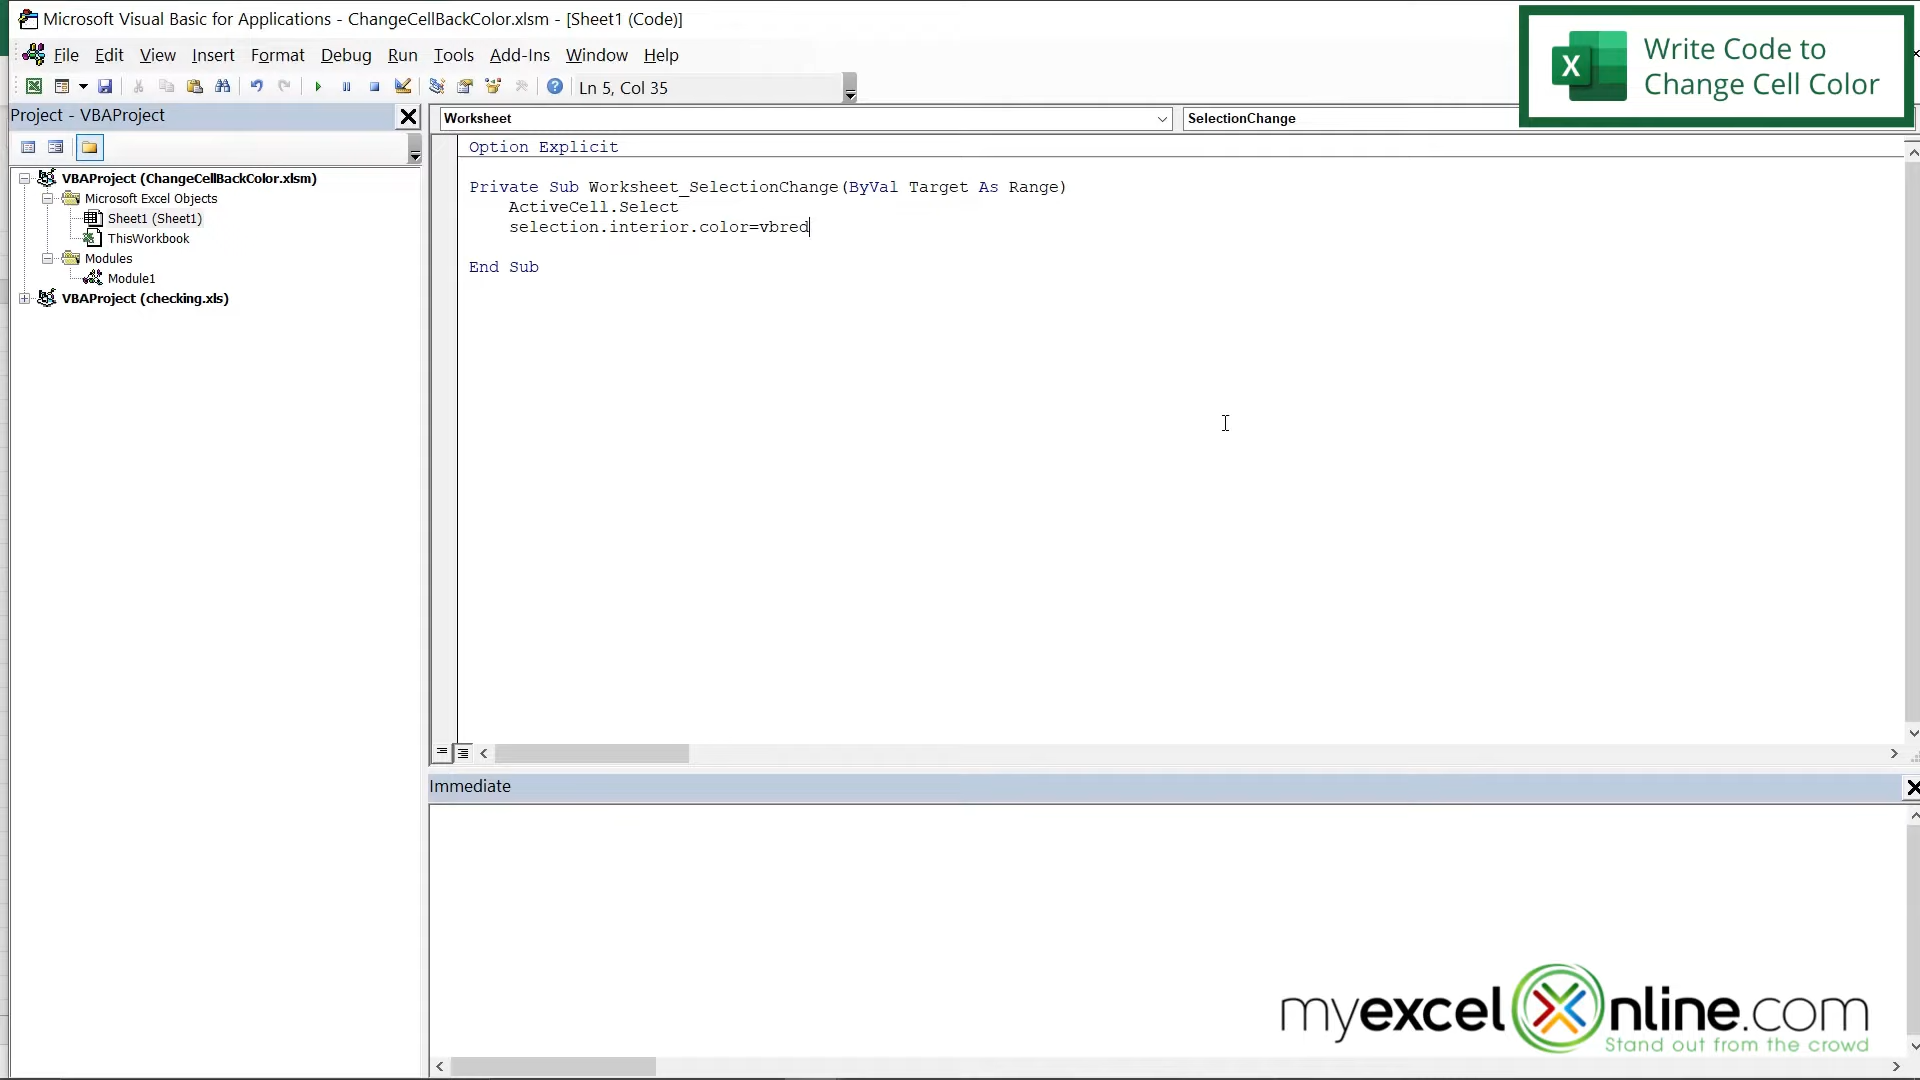 Microsoft Visual Basic for Applications - ChangeCellBackColor.xlsm - [Sheet1 (Code)]
File Edit View Insert Format Debug Run Tools Add-Ins Window Help
Ln 5, Col 35
X Write Code to
Change Cell Color
Project - VBAProject
VBAProject (ChangeCellBackColor.xlsm)
Microsoft Excel Objects
Sheet1 (Sheet1)
ThisWorkbook
Modules
Module1
VBAProject (checking.xls)
Worksheet SelectionChange
Option Explicit
Private Sub Worksheet_SelectionChange(ByVal Target As Range)
ActiveCell.Select
selection.interior.color=vbred
End Sub
Immediate
myexcelOnline.com
Stand out from the crowd